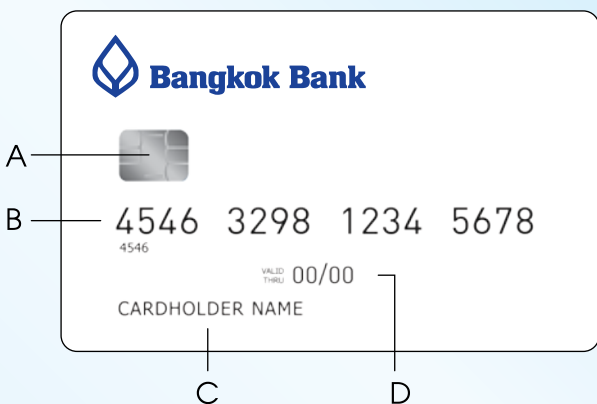 Bangkok Bank
A
B
4546 3298 1234 5678
4546
VALID THRU 00/00
CARDHOLDER NAME
C
D